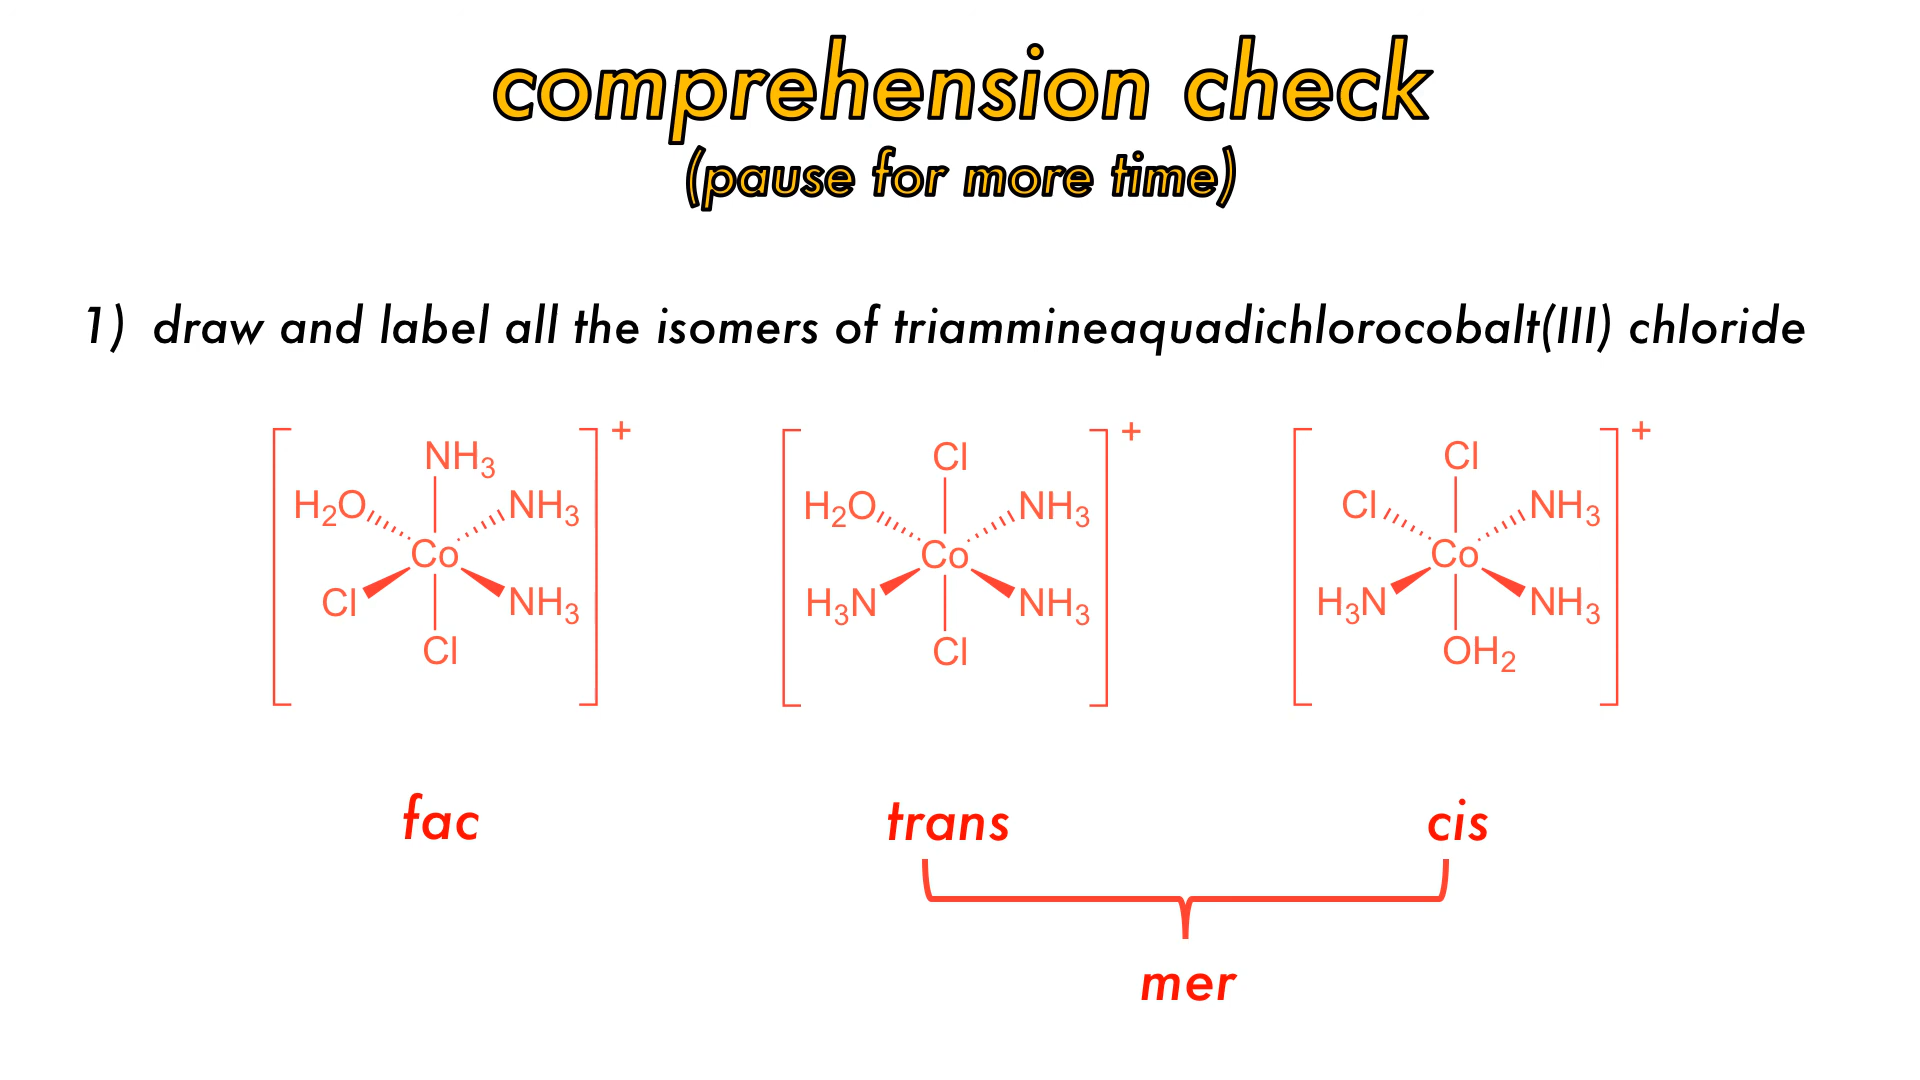 comprehension check
(pause for more time)
1) draw and label all the isomers of triammineaquadichlorocobalt(III) chloride
NH₃
H₂O NH₃
Co
Cl NH₃
Cl
+
Cl
H₂O NH₃
Co
H₃N NH₃
Cl
+
Cl
Cl NH₃
Co
H₃N NH₃
OH₂
+
fac
trans
cis
mer